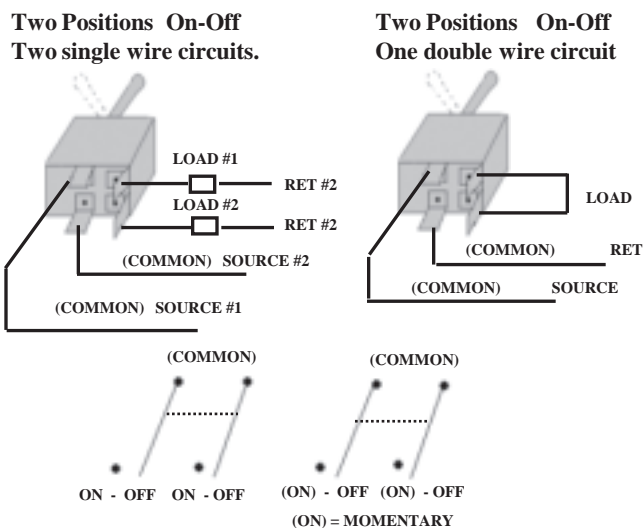 Two Positions On-Off
Two single wire circuits.
LOAD #1
RET #2
LOAD #2
RET #2
(COMMON) SOURCE #2
(COMMON) SOURCE #1
Two Positions On-Off
One double wire circuit
LOAD
(COMMON) RET
(COMMON) SOURCE
(COMMON)
ON - OFF ON - OFF
(COMMON)
(ON) - OFF (ON) - OFF
(ON) = MOMENTARY